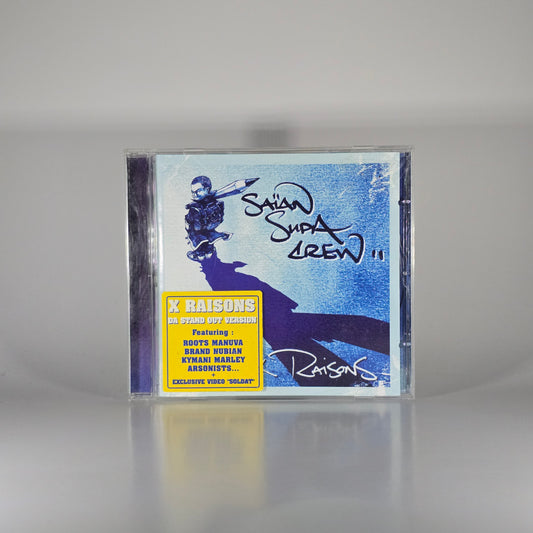 SAÏAN
SUPA
CREW II
X RAISONS
DA STAND OUT VERSION
Featuring :
ROOTS MANUVA
BRAND NUBIAN
KYMANI MARLEY
ARSONISTS...
+
EXCLUSIVE VIDEO "SOLDAT"
X RAISONS